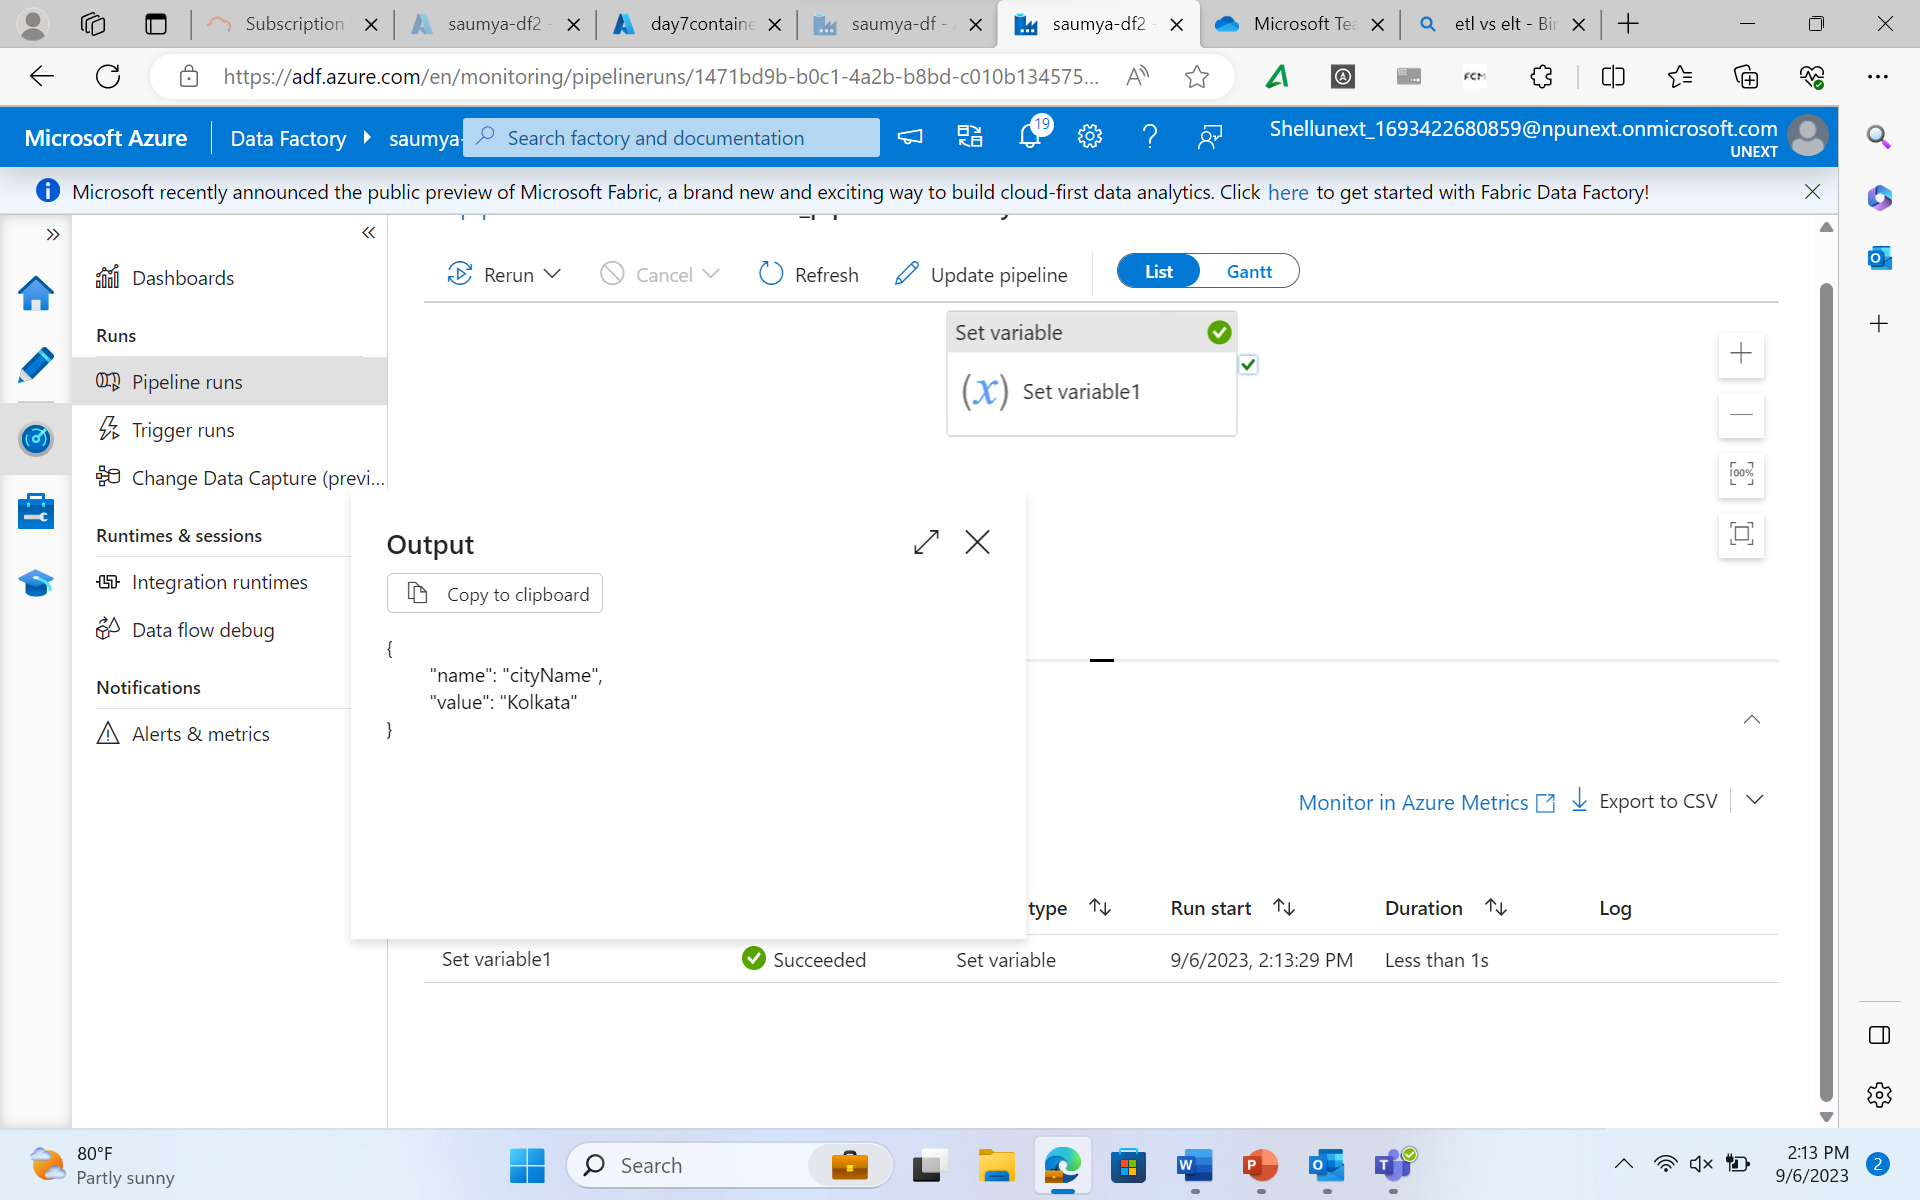 Subscription
saumya-df2 -
day7containe
saumya-df -
saumya-df2 -
Microsoft Tea
etl vs elt - Bin
https://adf.azure.com/en/monitoring/pipelineruns/1471bd9b-b0c1-4a2b-b8bd-c010b134575...
FCM
Microsoft Azure
Data Factory
saumya-
Search factory and documentation
19
Shellunext_1693422680859@npunext.onmicrosoft.com
UNEXT
Microsoft recently announced the public preview of Microsoft Fabric, a brand new and exciting way to build cloud-first data analytics. Click here to get started with Fabric Data Factory!
Dashboards
Runs
Pipeline runs
Trigger runs
Change Data Capture (previ...
Runtimes & sessions
Integration runtimes
Data flow debug
Notifications
Alerts & metrics
Rerun
Cancel
Refresh
Update pipeline
List
Gantt
Set variable
(x) Set variable1
100%
Output
Copy to clipboard
{
"name": "cityName",
"value": "Kolkata"
}
Monitor in Azure Metrics
Export to CSV
type
Run start
Duration
Log
Set variable1
Succeeded
Set variable
9/6/2023, 2:13:29 PM
Less than 1s
80°F
Partly sunny
Search
2:13 PM
9/6/2023
2